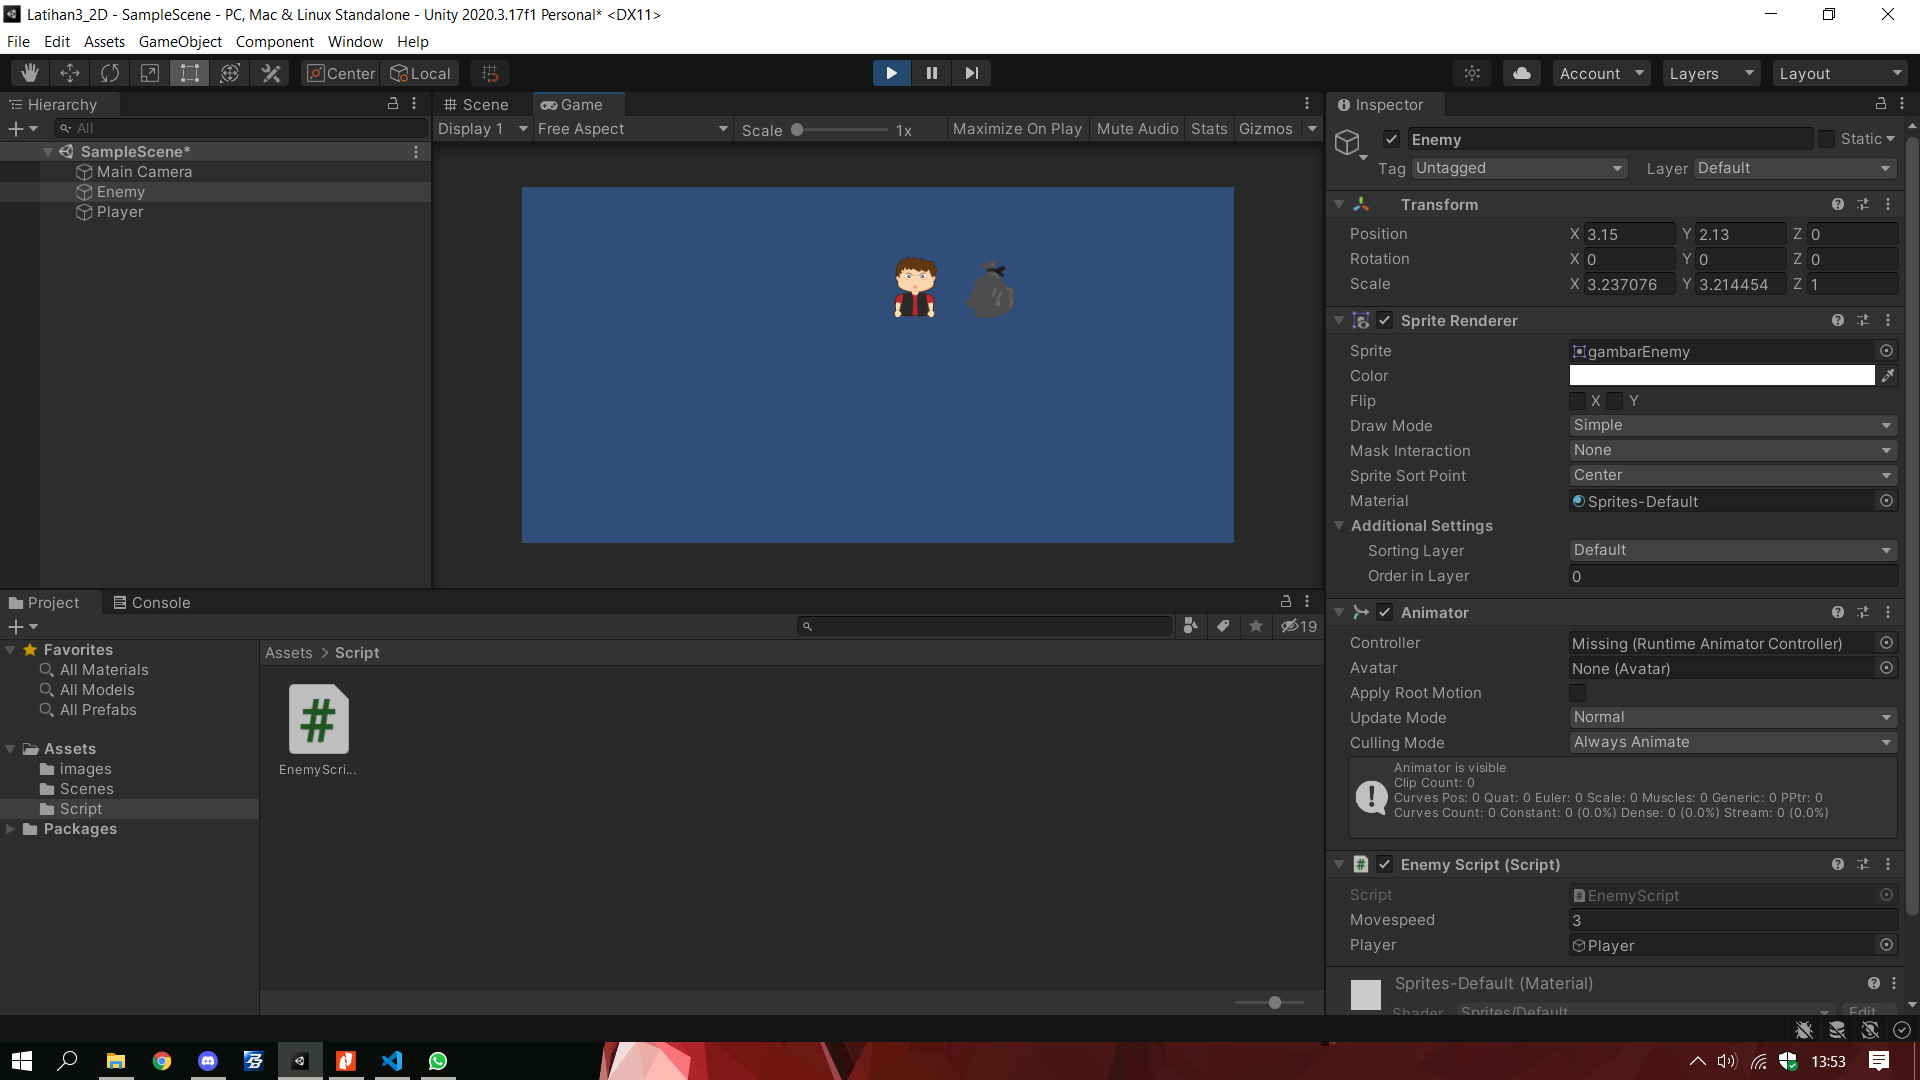 Latihan3_2D - SampleScene - PC, Mac & Linux Standalone - Unity 2020.3.17f1 Personal* <DX11>
File Edit Assets GameObject Component Window Help
Center Local Account Layers Layout
Hierarchy
All
SampleScene*
Main Camera
Enemy
Player
Scene Game
Display 1 Free Aspect Scale 1x Maximize On Play Mute Audio Stats Gizmos
Inspector
Enemy Static
Tag Untagged Layer Default
Transform
Position X 3.15 Y 2.13 Z 0
Rotation X 0 Y 0 Z 0
Scale X 3.237076 Y 3.214454 Z 1
Sprite Renderer
Sprite gambarEnemy
Color
Flip X Y
Draw Mode Simple
Mask Interaction None
Sprite Sort Point Center
Material Sprites-Default
Additional Settings
Sorting Layer Default
Order in Layer 0
Animator
Controller Missing (Runtime Animator Controller)
Avatar None (Avatar)
Apply Root Motion
Update Mode Normal
Culling Mode Always Animate
Animator is visible
Clip Count: 0
Curves Pos: 0 Quat: 0 Euler: 0 Scale: 0 Muscles: 0 Generic: 0 PPtr: 0
Curves Count: 0 Constant: 0 (0.0%) Dense: 0 (0.0%) Stream: 0 (0.0%)
Enemy Script (Script)
Script EnemyScript
Movespeed 3
Player Player
Sprites-Default (Material)
Shader Sprites/Default Edit
Project Console
19
Favorites
All Materials
All Models
All Prefabs
Assets
images
Scenes
Script
Packages
Assets > Script
EnemyScri...
13:53